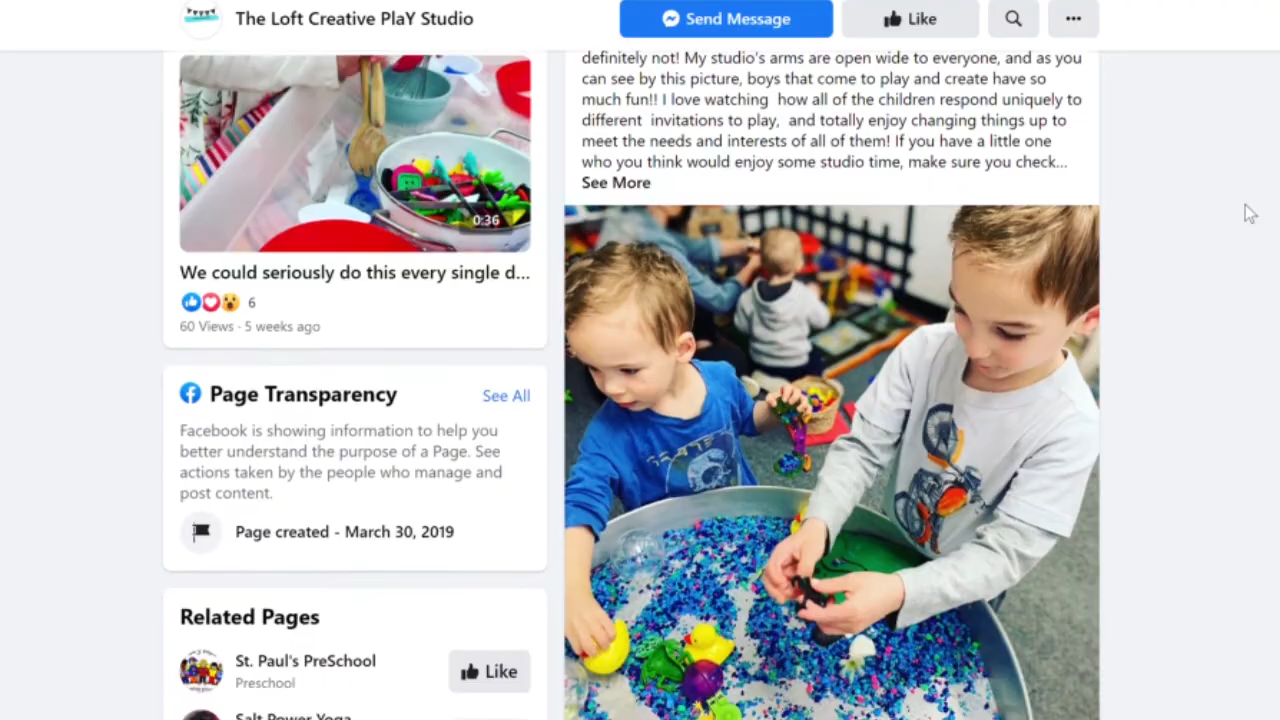 The Loft Creative PlaY Studio
Send Message
Like
0:36
We could seriously do this every single d...
6
60 Views · 5 weeks ago
Page Transparency
See All
Facebook is showing information to help you
better understand the purpose of a Page. See
actions taken by the people who manage and
post content.
Page created - March 30, 2019
Related Pages
St. Paul's PreSchool
Preschool
Like
Salt Power Yoga
definitely not! My studio's arms are open wide to everyone, and as you
can see by this picture, boys that come to play and create have so
much fun!! I love watching how all of the children respond uniquely to
different invitations to play, and totally enjoy changing things up to
meet the needs and interests of all of them! If you have a little one
who you think would enjoy some studio time, make sure you check...
See More